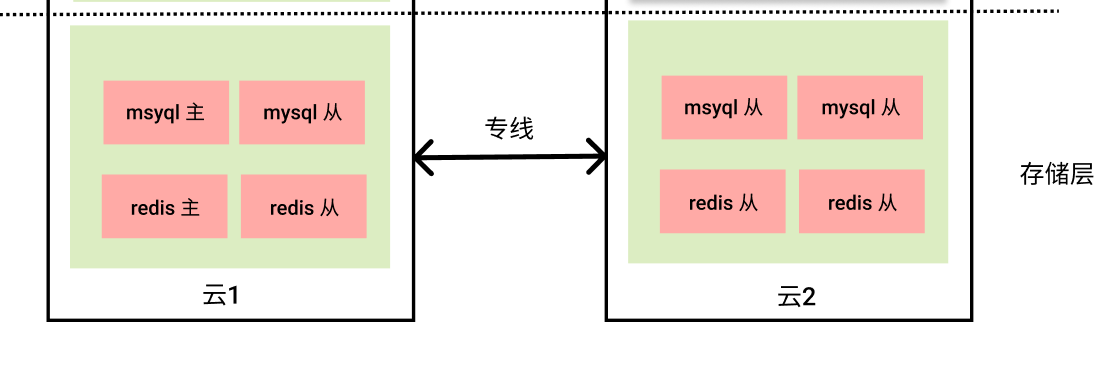 msyql 主
mysql 从
redis 主
redis 从
云1
专线
msyql 从
mysql 从
redis 从
redis 从
云2
存储层